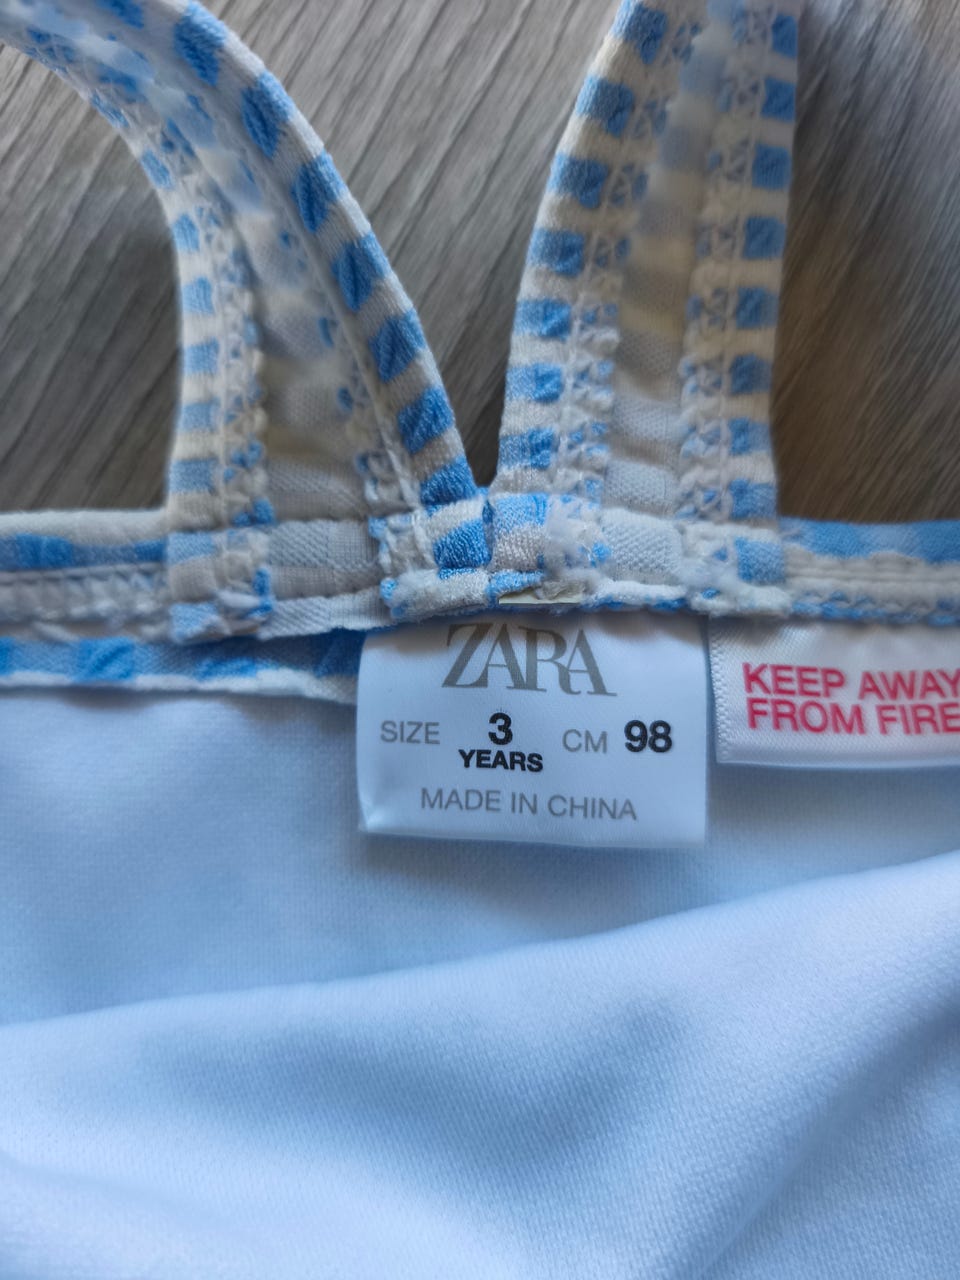 ZARA
SIZE 3 YEARS CM 98
MADE IN CHINA
KEEP AWAY
FROM FIRE